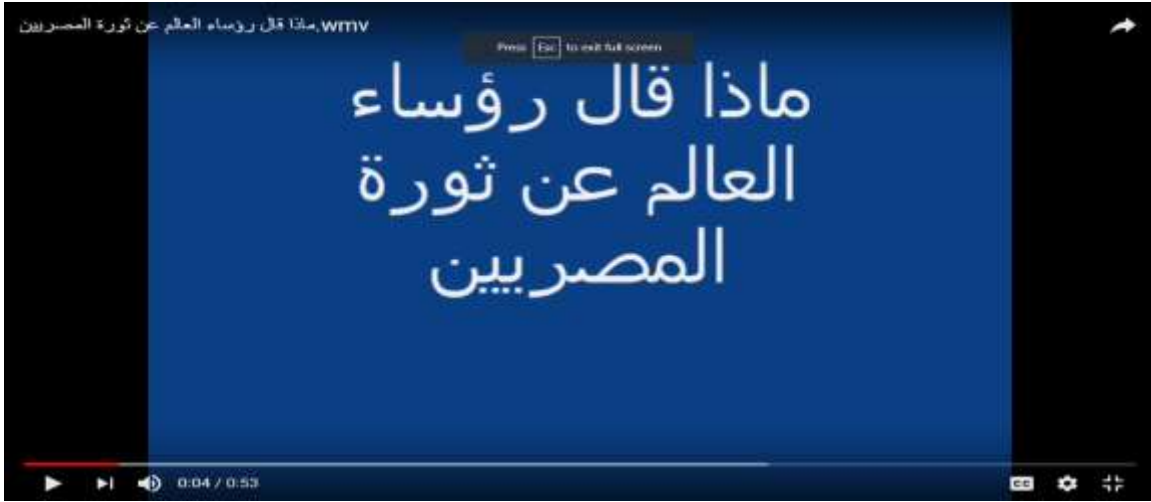 ماذا قال رؤساء العالم عن ثورة المصريين.wmv
Press Esc to exit full screen
ماذا قال رؤساء
العالم عن ثورة
المصريين
0:04 / 0:53
CC